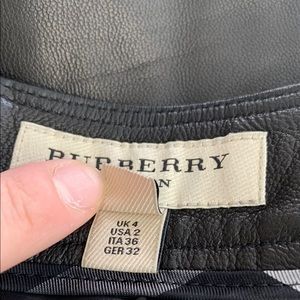 BURBERRY
UK 4
USA 2
ITA 36
GER 32